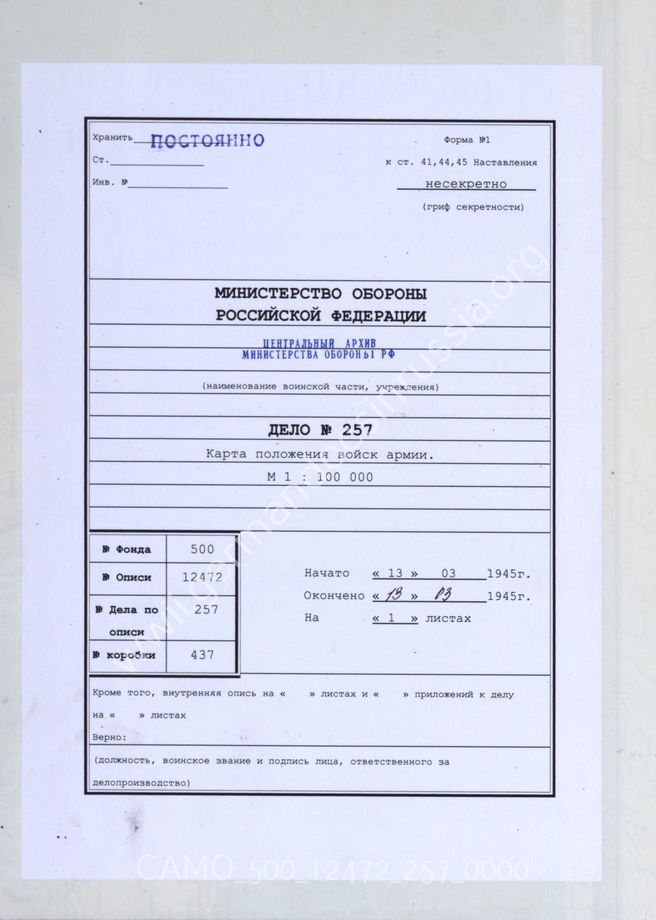 Хранить ПОСТОЯННО
Форма №1
Ст.
к ст. 41,44,45 Наставления
Инв. №
несекретно
(гриф секретности)
МИНИСТЕРСТВО ОБОРОНЫ
РОССИЙСКОЙ ФЕДЕРАЦИИ
ЦЕНТРАЛЬНЫЙ АРХИВ
МИНИСТЕРСТВА ОБОРОНЫ РФ
(наименование воинской части, учреждения)
ДЕЛО № 257
Карта положения войск армии.
М 1 : 100 000
№ Фонда 500
№ Описи 12472
№ Дела по описи 257
№ коробки 437
Начато « 13 » 03 1945г.
Окончено « 13 » 03 1945г.
На « 1 » листах
Кроме того, внутренняя опись на « » листах и « » приложений к делу
на « » листах
Верно:
(должность, воинское звание и подпись лица, ответственного за
делопроизводство)
www.germandocsinrussia.org
CAMO_500_12472_257_0000